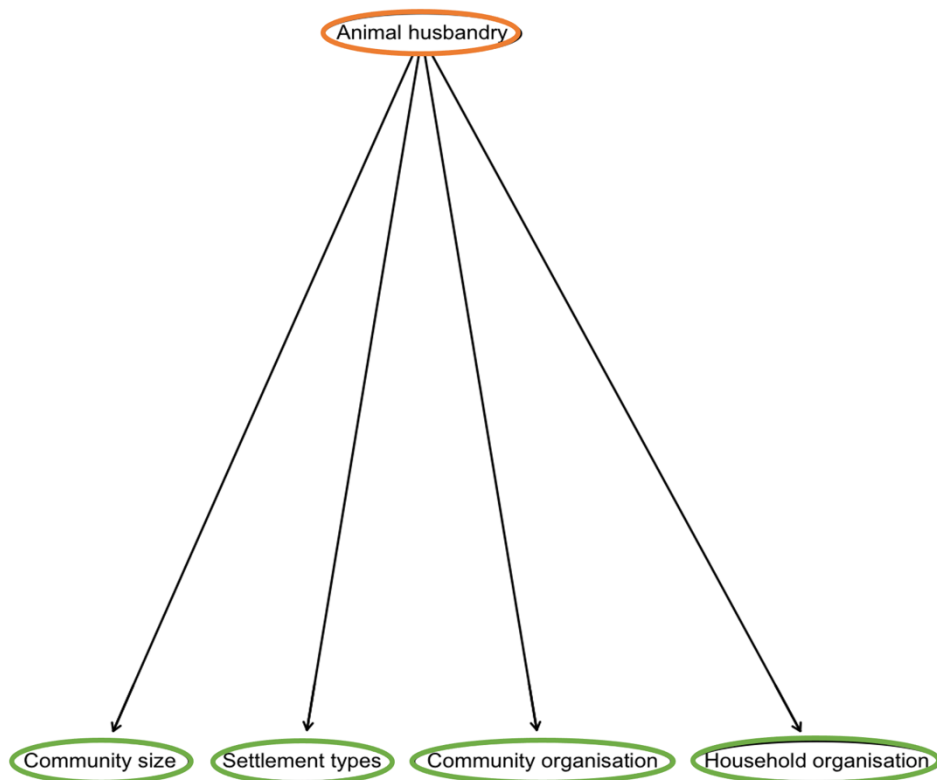 Animal husbandry
Community size
Settlement types
Community organisation
Household organisation